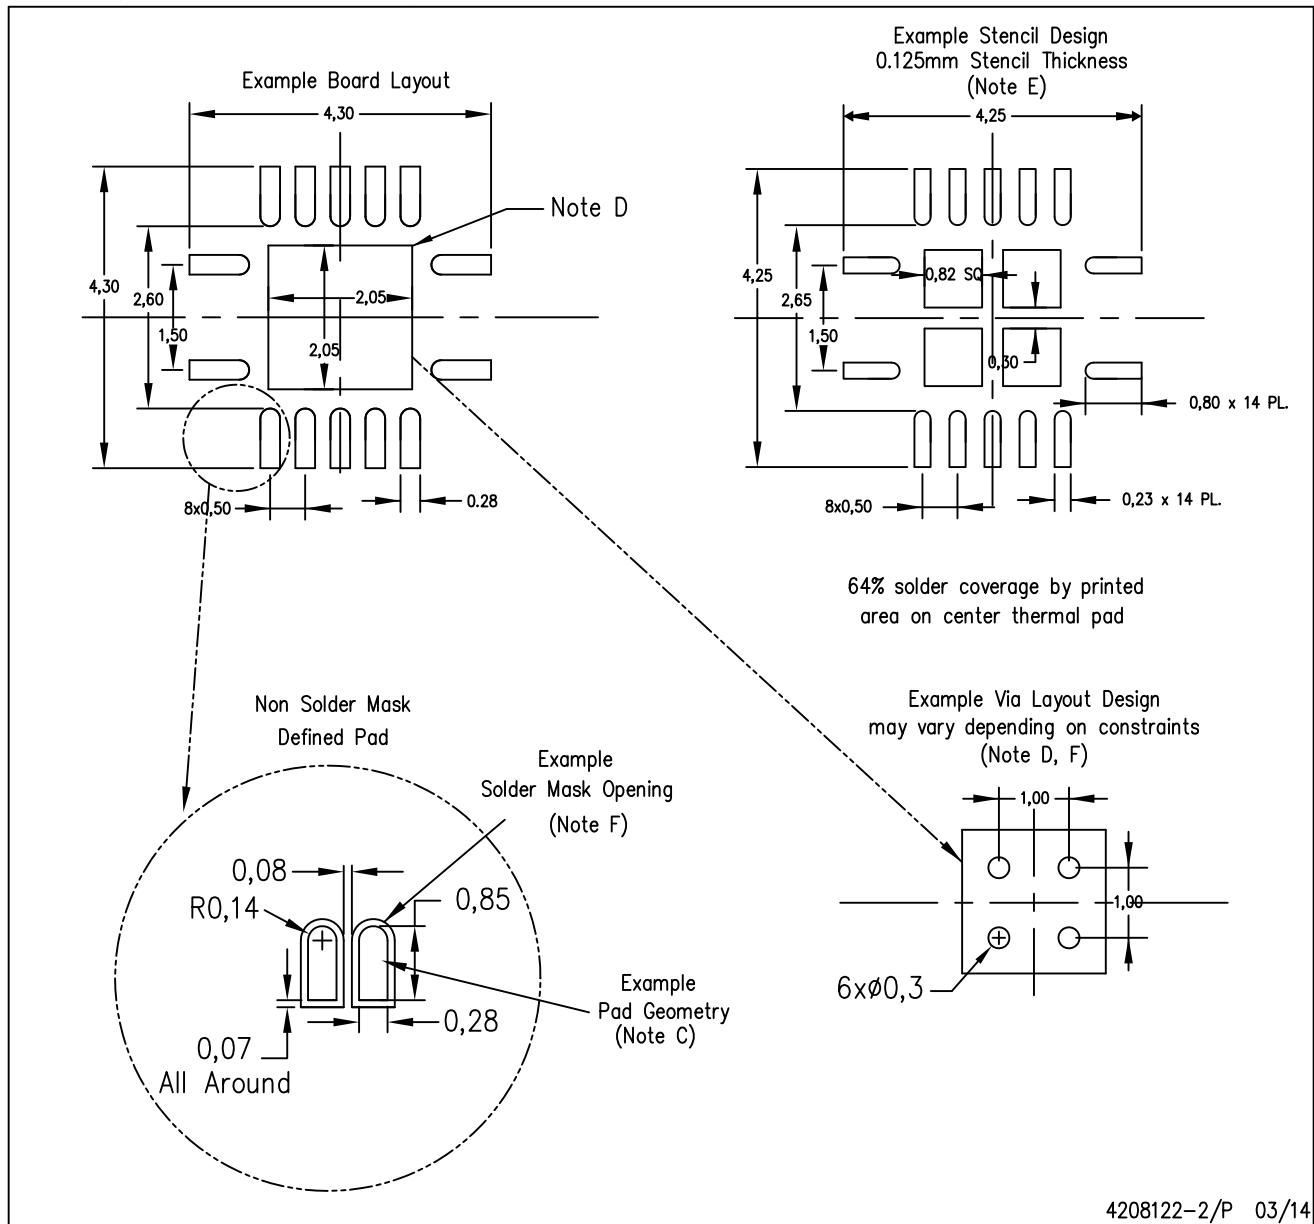 Example Board Layout
4,30
Note D
4,30
2,60
1,50
2,05
2,05
8x0,50
0.28
Example Stencil Design
0.125mm Stencil Thickness
(Note E)
4,25
4,25
2,65
1,50
0,82 SQ
0,30
0,80 x 14 PL.
8x0,50
0,23 x 14 PL.
64% solder coverage by printed
area on center thermal pad
Non Solder Mask
Defined Pad
Example
Solder Mask Opening
(Note F)
0,08
R0,14
0,85
0,28
0,07
All Around
Example
Pad Geometry
(Note C)
Example Via Layout Design
may vary depending on constraints
(Note D, F)
1,00
1,00
6xø0,3
4208122-2/P 03/14